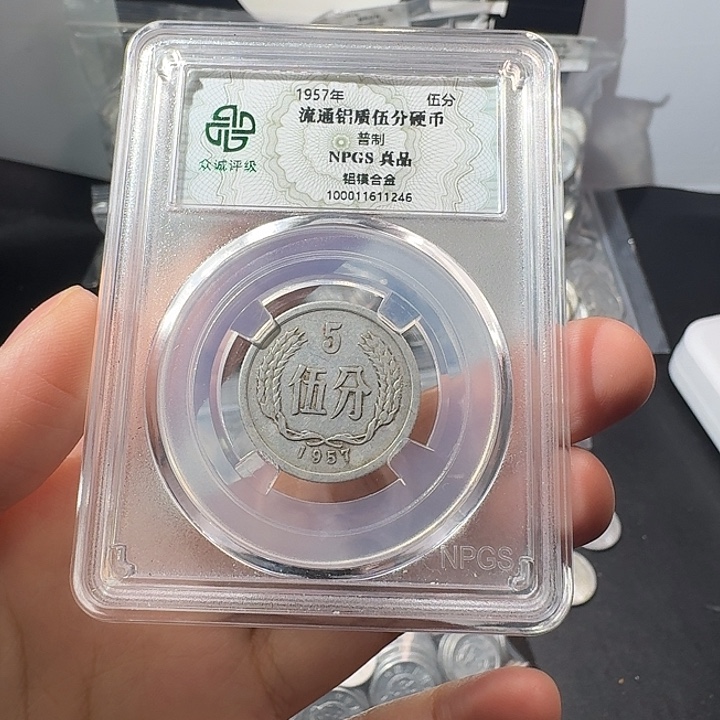 1957年 伍分
流通铝质伍分硬币
普制
NPGS 真品
铝镁合金
100011611246
众诚评级
5
伍分
1957
NPGS